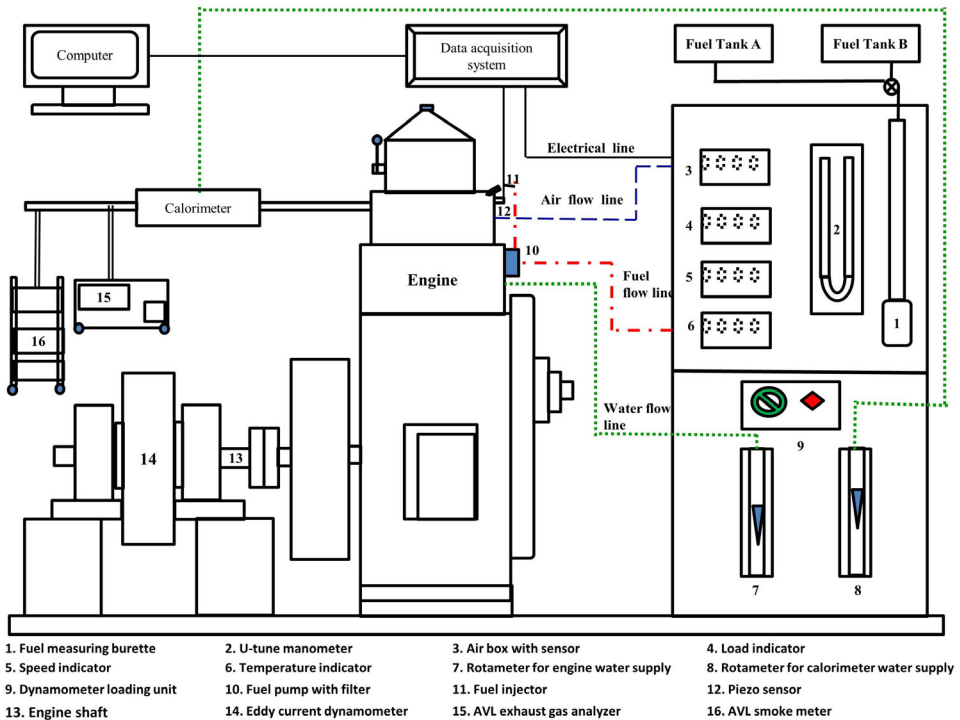 Computer
Data acquisition
system
Fuel Tank A
Fuel Tank B
Electrical line
11
3
Calorimeter
12
Air flow line
4
2
10
Engine
Fuel
flow line
5
15
1
6
16
Water flow
line
9
14
13
7
8
1. Fuel measuring burette
2. U-tune manometer
3. Air box with sensor
4. Load indicator
5. Speed indicator
6. Temperature indicator
7. Rotameter for engine water supply
8. Rotameter for calorimeter water supply
9. Dynamometer loading unit
10. Fuel pump with filter
11. Fuel injector
12. Piezo sensor
13. Engine shaft
14. Eddy current dynamometer
15. AVL exhaust gas analyzer
16. AVL smoke meter